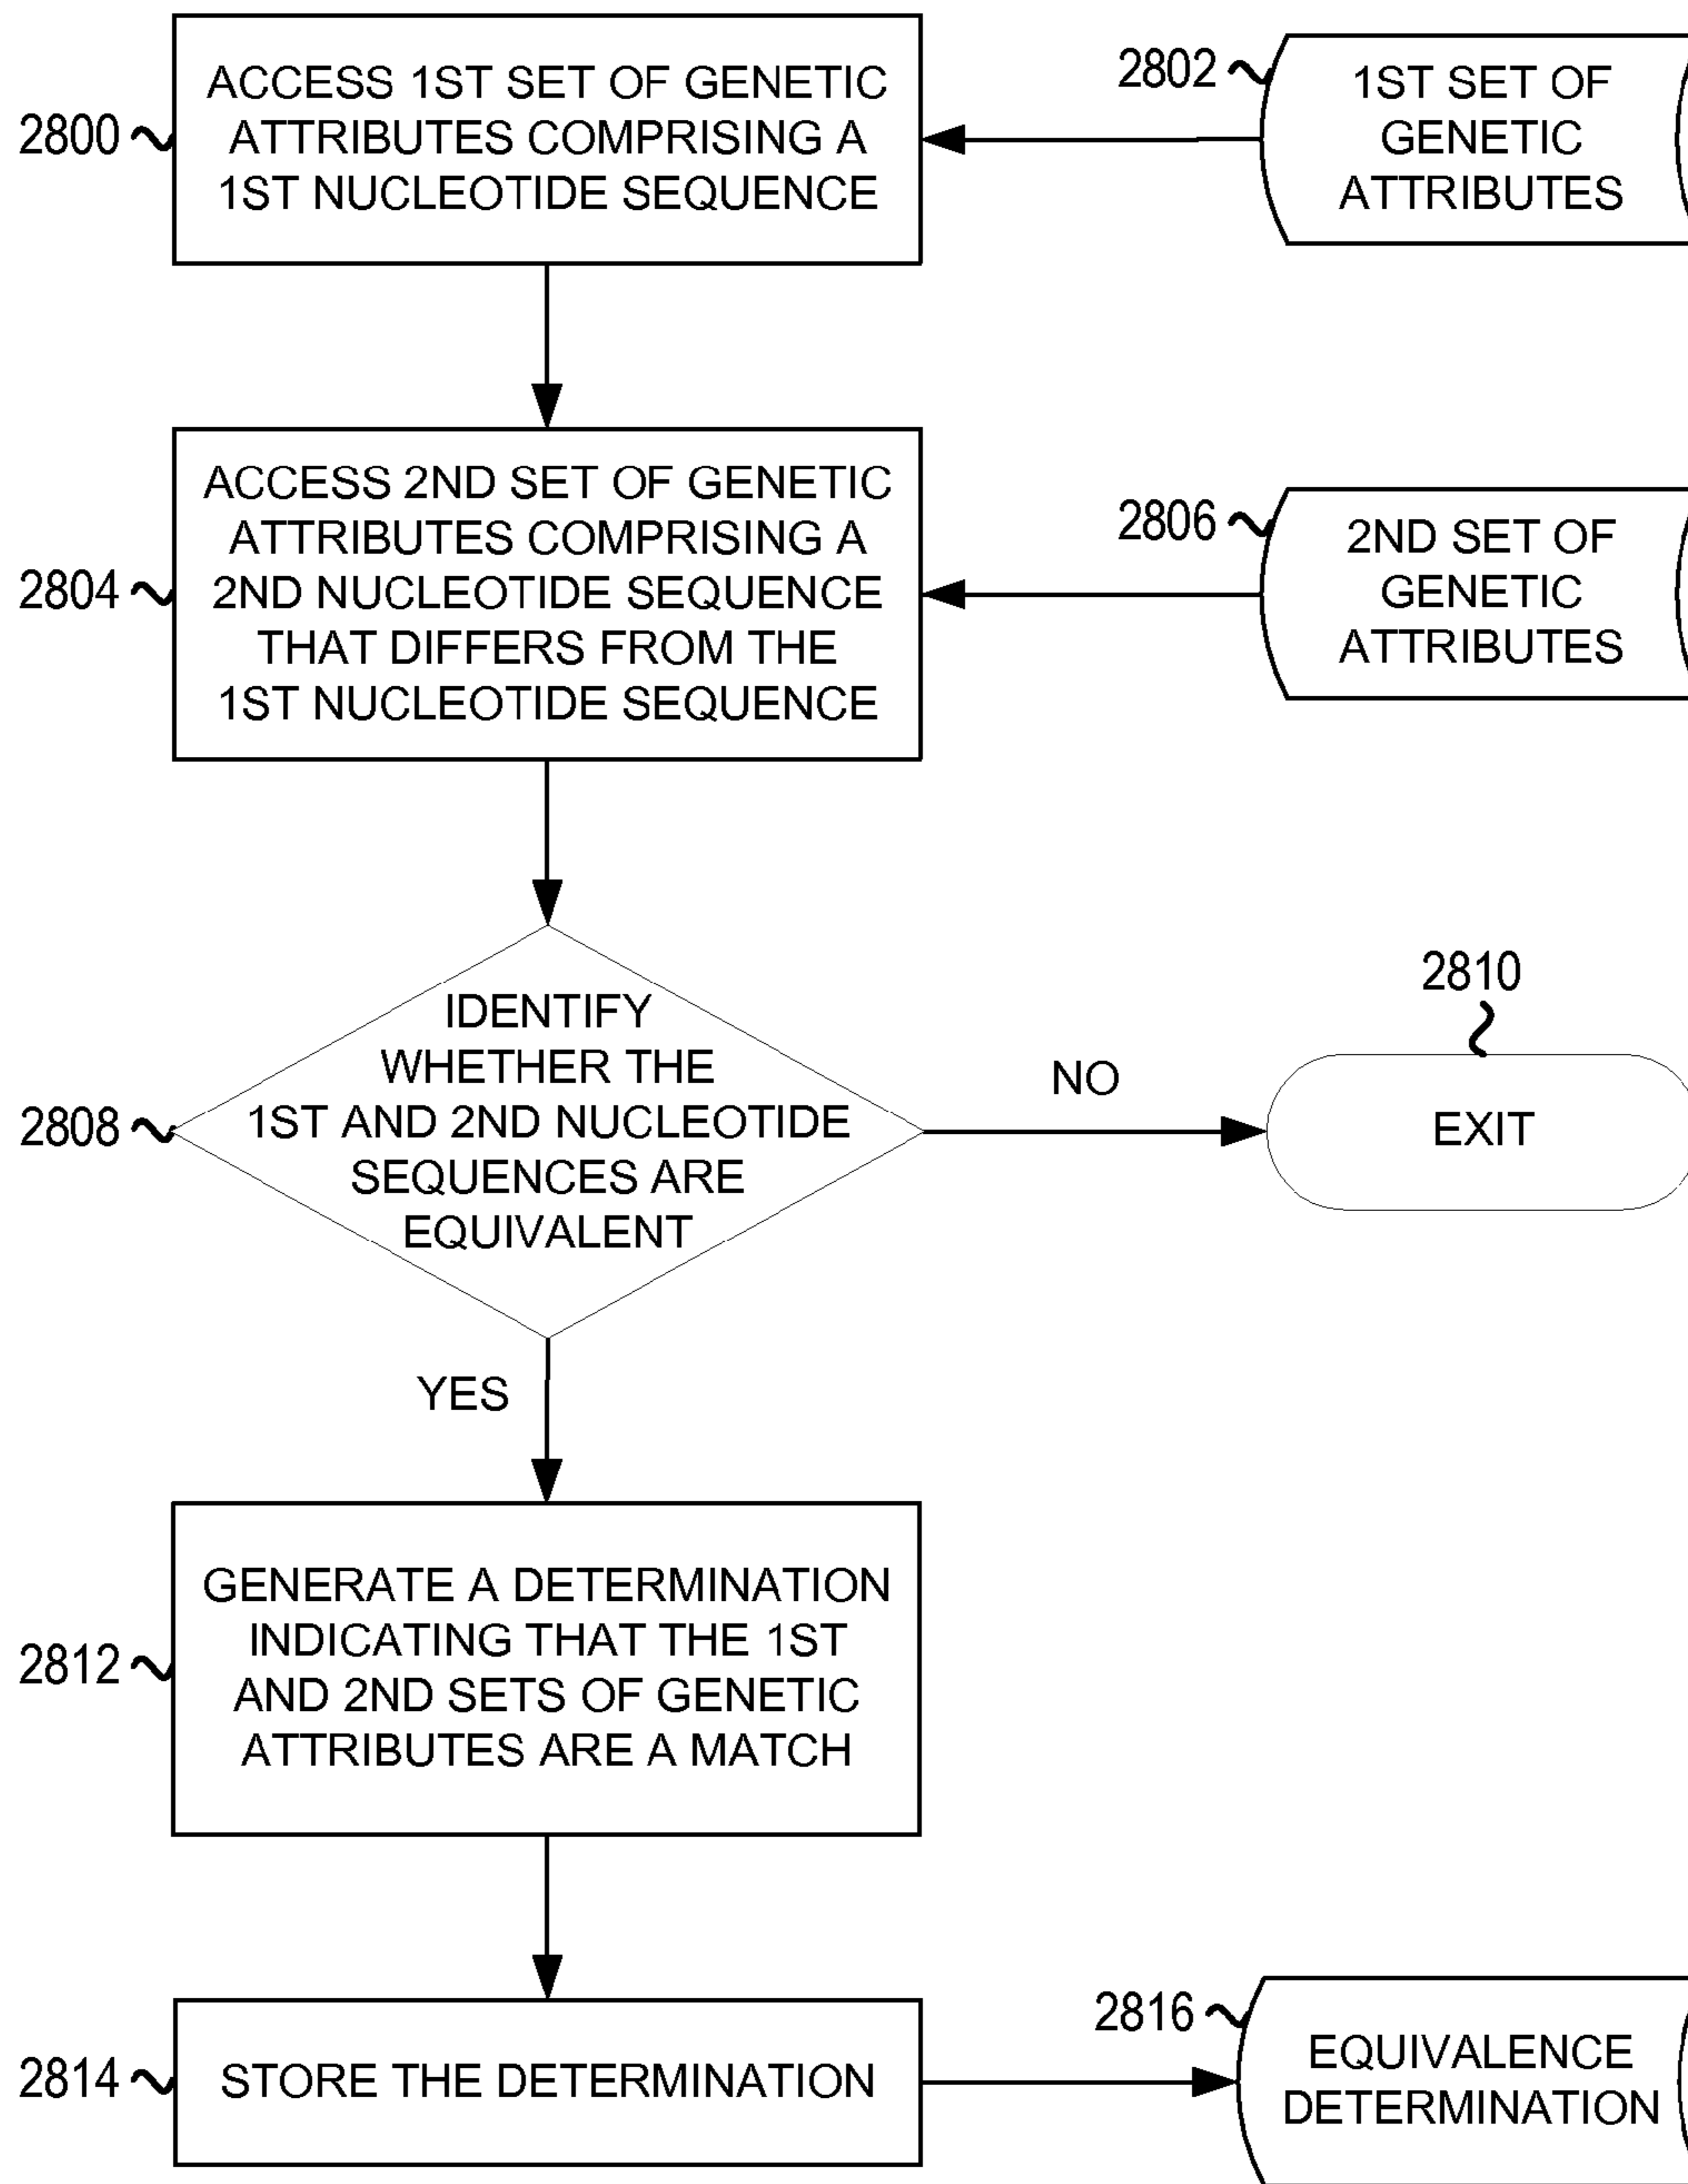 2800
ACCESS 1ST SET OF GENETIC
ATTRIBUTES COMPRISING A
1ST NUCLEOTIDE SEQUENCE
2802
1ST SET OF
GENETIC
ATTRIBUTES
2804
ACCESS 2ND SET OF GENETIC
ATTRIBUTES COMPRISING A
2ND NUCLEOTIDE SEQUENCE
THAT DIFFERS FROM THE
1ST NUCLEOTIDE SEQUENCE
2806
2ND SET OF
GENETIC
ATTRIBUTES
2808
IDENTIFY
WHETHER THE
1ST AND 2ND NUCLEOTIDE
SEQUENCES ARE
EQUIVALENT
NO
2810
EXIT
YES
2812
GENERATE A DETERMINATION
INDICATING THAT THE 1ST
AND 2ND SETS OF GENETIC
ATTRIBUTES ARE A MATCH
2814
STORE THE DETERMINATION
2816
EQUIVALENCE
DETERMINATION